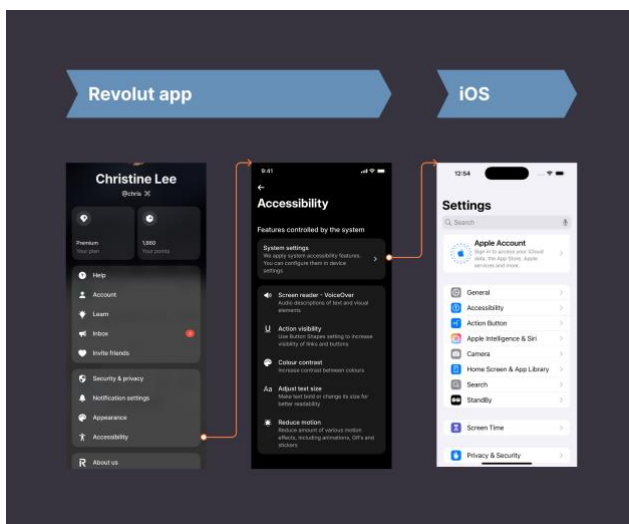 Revolut app
iOS
Christine Lee
@chris
Premium
Your plan
1,860
Your points
Help
Account
Learn
Inbox
Invite friends
Security & privacy
Notification settings
Appearance
Accessibility
R About us
9:41
Accessibility
Features controlled by the system
System settings
We apply system accessibility features.
You can configure them in device
settings
Screen reader - VoiceOver
Audio descriptions of text and visual
elements
Action visibility
Use Button Shapes setting to increase
visibility of links and buttons
Colour contrast
Increase contrast between colours
Aa Adjust text size
Make text bold or change its size for
better readability
Reduce motion
Reduce amount of various motion
effects, including animations, GIFs and
stickers
12:54
Settings
Search
Apple Account
Sign in to access your iCloud
data, the App Store, Apple
services and more.
General
Accessibility
Action Button
Apple Intelligence & Siri
Camera
Home Screen & App Library
Search
StandBy
Screen Time
Privacy & Security